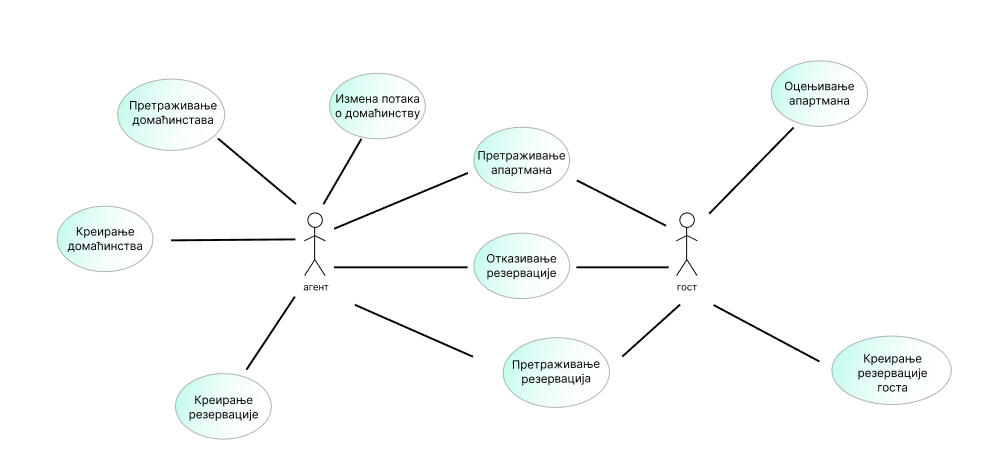 Оцењивање
апартмана
Претраживање
домаћинстава
Измена потака
о домаћинству
Претраживање
апартмана
Креирање
домаћинства
Отказивање
резервације
агент
гост
Претраживање
резервација
Креирање
резервације
госта
Креирање
резервације